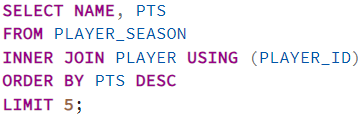 SELECT NAME, PTS
FROM PLAYER_SEASON
INNER JOIN PLAYER USING (PLAYER_ID)
ORDER BY PTS DESC
LIMIT 5;